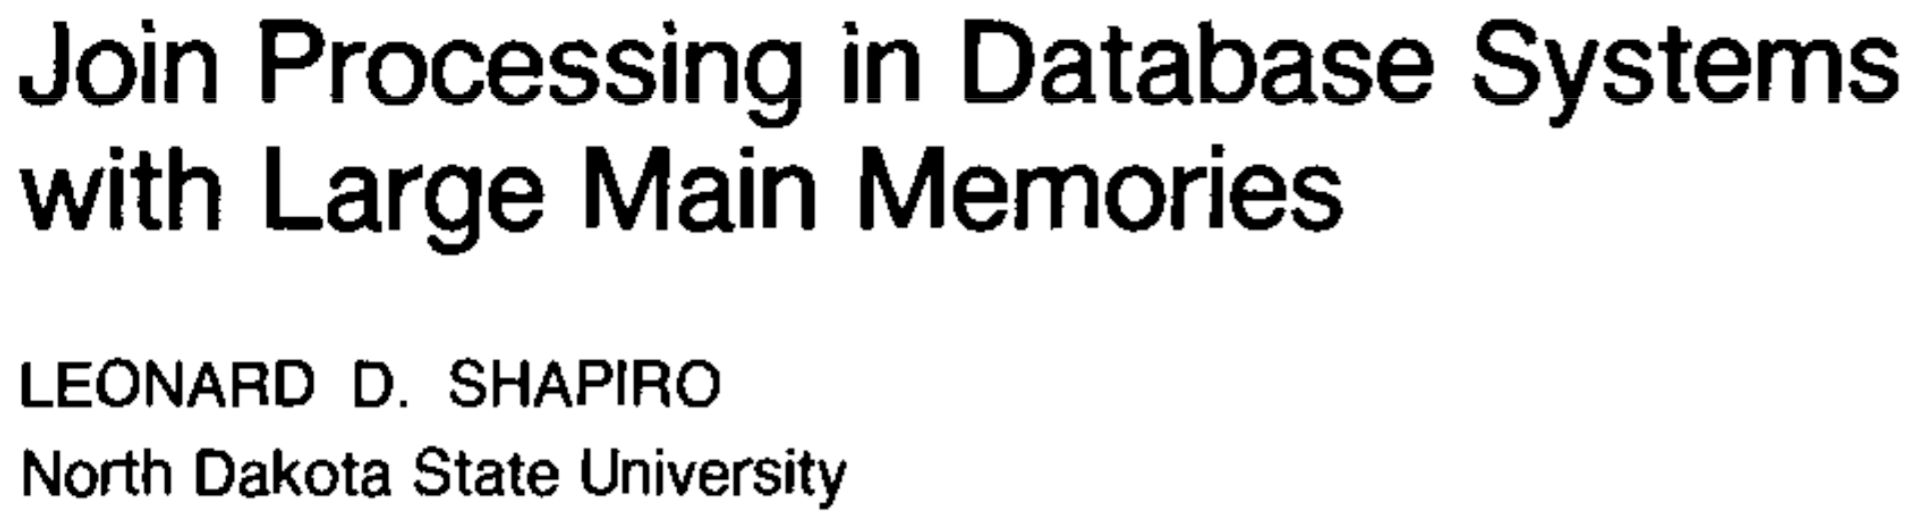 Join Processing in Database Systems
with Large Main Memories
LEONARD D. SHAPIRO
North Dakota State University